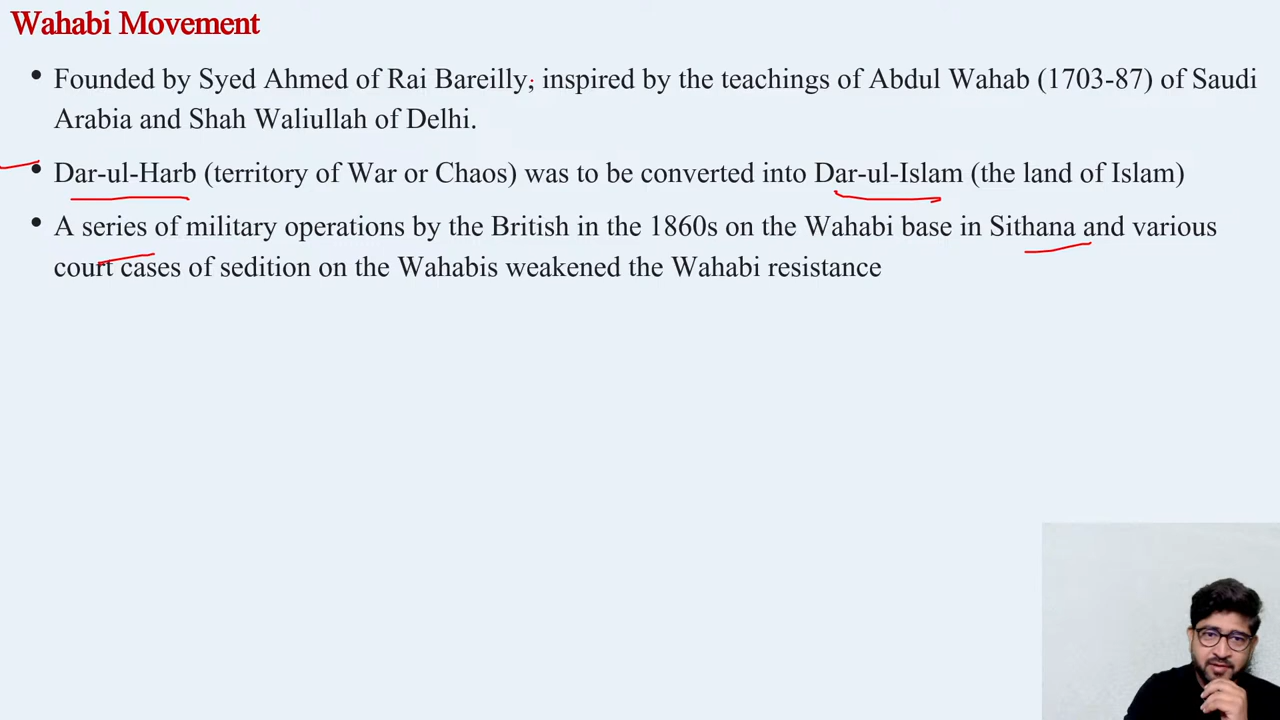 Wahabi Movement
• Founded by Syed Ahmed of Rai Bareilly; inspired by the teachings of Abdul Wahab (1703-87) of Saudi
Arabia and Shah Waliullah of Delhi.
• Dar-ul-Harb (territory of War or Chaos) was to be converted into Dar-ul-Islam (the land of Islam)
• A series of military operations by the British in the 1860s on the Wahabi base in Sithana and various
court cases of sedition on the Wahabis weakened the Wahabi resistance